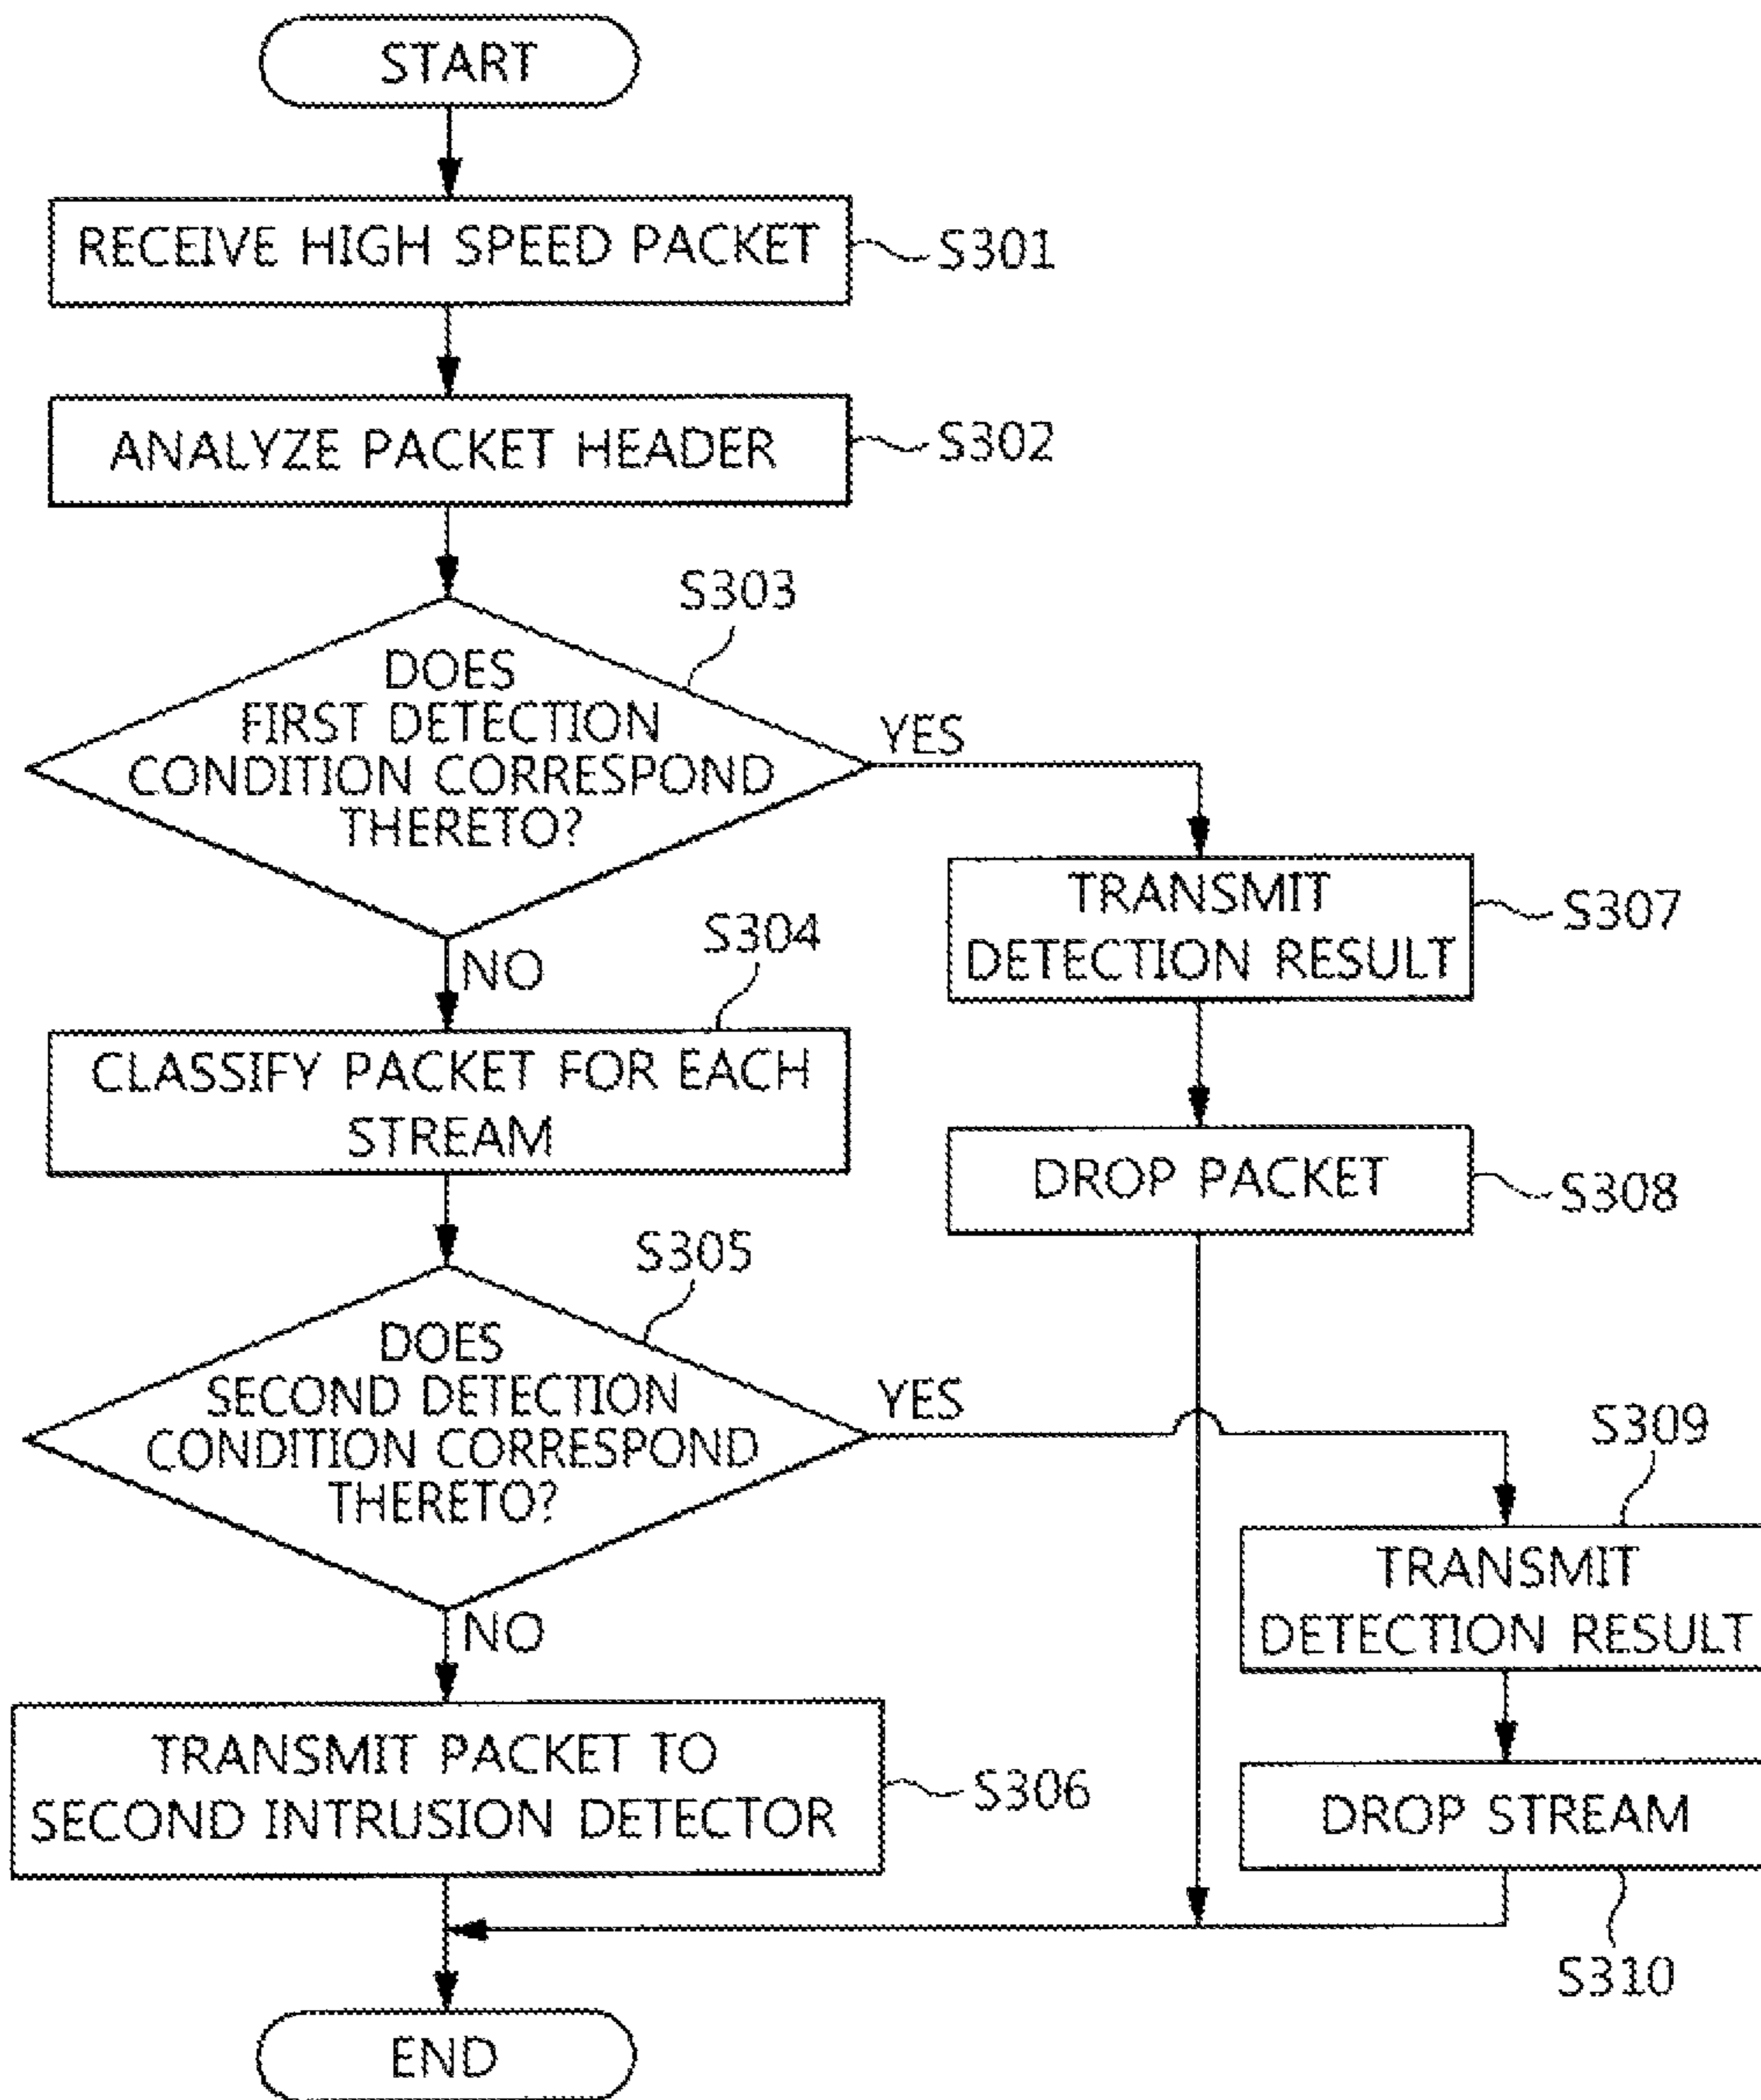 START
RECEIVE HIGH SPEED PACKET
S301
ANALYZE PACKET HEADER
S302
S303
DOES
FIRST DETECTION
CONDITION CORRESPOND
THERETO?
YES
NO
S304
CLASSIFY PACKET FOR EACH
STREAM
TRANSMIT
DETECTION RESULT
S307
DROP PACKET
S308
S305
DOES
SECOND DETECTION
CONDITION CORRESPOND
THERETO?
YES
NO
S309
TRANSMIT
DETECTION RESULT
TRANSMIT PACKET TO
SECOND INTRUSION DETECTOR
S306
DROP STREAM
S310
END